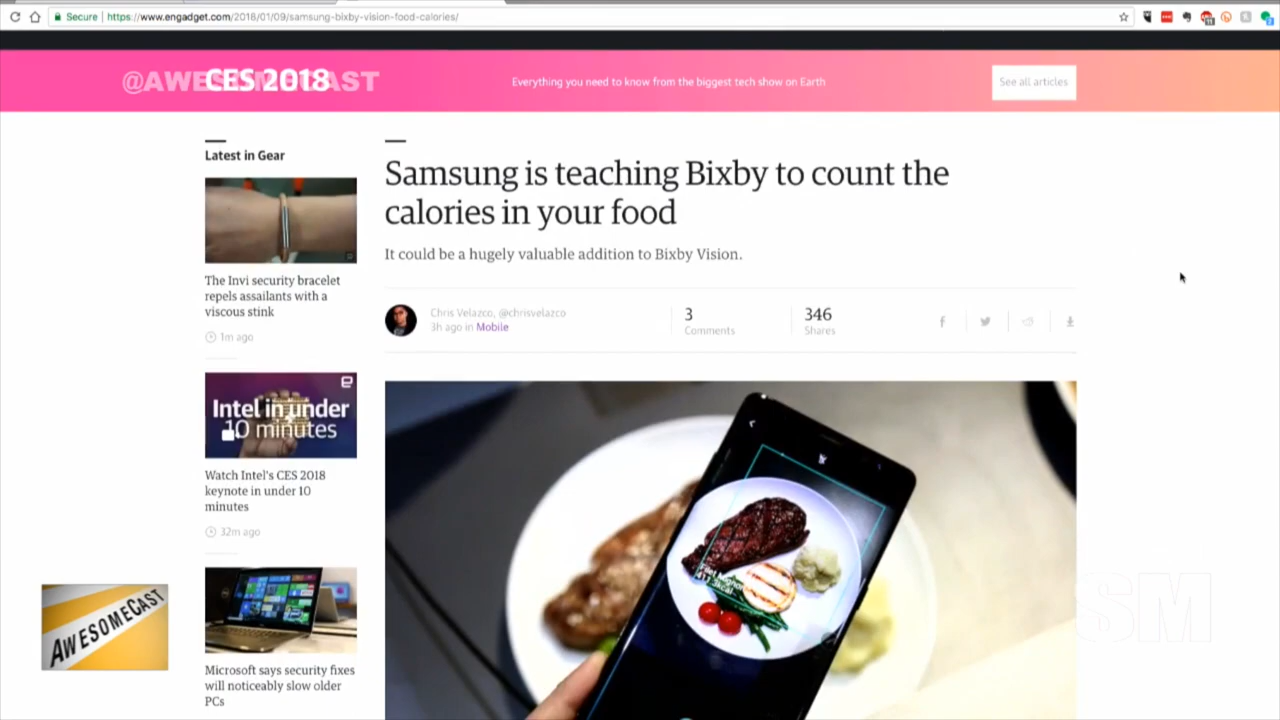 Secure
https://www.engadget.com/2018/01/09/samsung-bixby-vision-food-calories/
@AWESOMECAST
CES 2018
Everything you need to know from the biggest tech show on Earth
See all articles
Latest in Gear
The Invi security bracelet
repels assailants with a
viscous stink
1m ago
Intel in under
10 minutes
Watch Intel's CES 2018
keynote in under 10
minutes
32m ago
Microsoft says security fixes
will noticeably slow older
PCs
Samsung is teaching Bixby to count the
calories in your food
It could be a hugely valuable addition to Bixby Vision.
Chris Velazco, @chrisvelazco
3h ago in Mobile
3
Comments
346
Shares
AWESOMECAST
SM